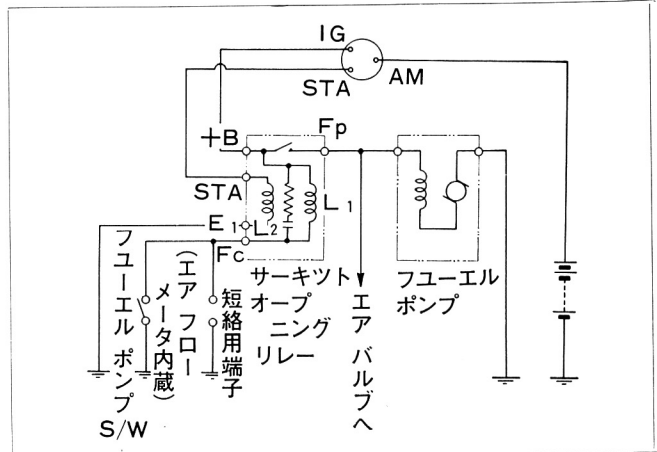 IG
AM
STA
+B
Fp
STA
L1
E1
L2
Fc
サーキツト
オープ
ニング
リレー
フユーエル
ポンプ
エア バルブへ
短絡用端子
(エア フロー
メータ内蔵)
フユーエル ポンプ
S/W